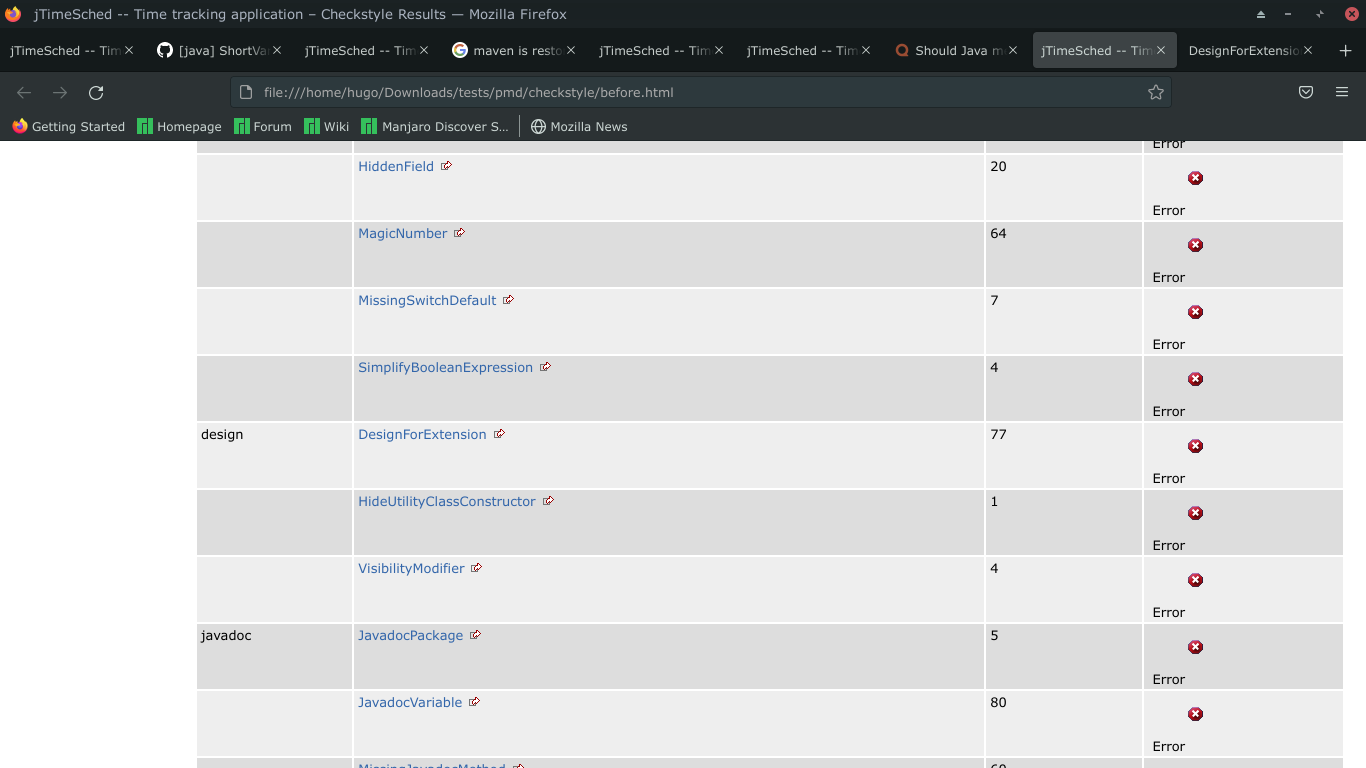 jTimeSched -- Time tracking application – Checkstyle Results — Mozilla Firefox
jTimeSched -- Tim
[java] ShortVa
jTimeSched -- Tim
maven is resto
jTimeSched -- Tim
jTimeSched -- Tim
Should Java m
jTimeSched -- Tim
DesignForExtensio
file:///home/hugo/Downloads/tests/pmd/checkstyle/before.html
Getting Started
Homepage
Forum
Wiki
Manjaro Discover S...
Mozilla News
Error
HiddenField 20
Error
MagicNumber 64
Error
MissingSwitchDefault 7
Error
SimplifyBooleanExpression 4
Error
design DesignForExtension 77
Error
HideUtilityClassConstructor 1
Error
VisibilityModifier 4
Error
javadoc JavadocPackage 5
Error
JavadocVariable 80
Error
MissingJavadocMethod